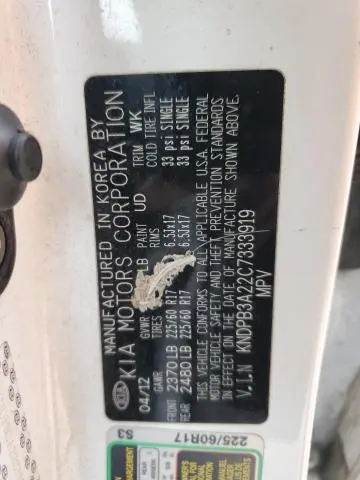 MANUFACTURED IN KOREA BY
KIA MOTORS CORPORATION
KIA
04/12 GVWR LB PAINT UD TRIM WK
GAWR TIRES RIMS COLD TIRE INFL
FRONT 2370LB 225/60 R17 6.5JX17 33 psi SINGLE
REAR 2480LB 225/60 R17 6.5JX17 33 psi SINGLE
THIS VEHICLE CONFORMS TO ALL APPLICABLE U.S.A. FEDERAL
MOTOR VEHICLE SAFETY AND THEFT PREVENTION STANDARDS
IN EFFECT ON THE DATE OF MANUFACTURE SHOWN ABOVE.
V.I.N KNDPB3A22C7333919
MPV
225/60R17
S3